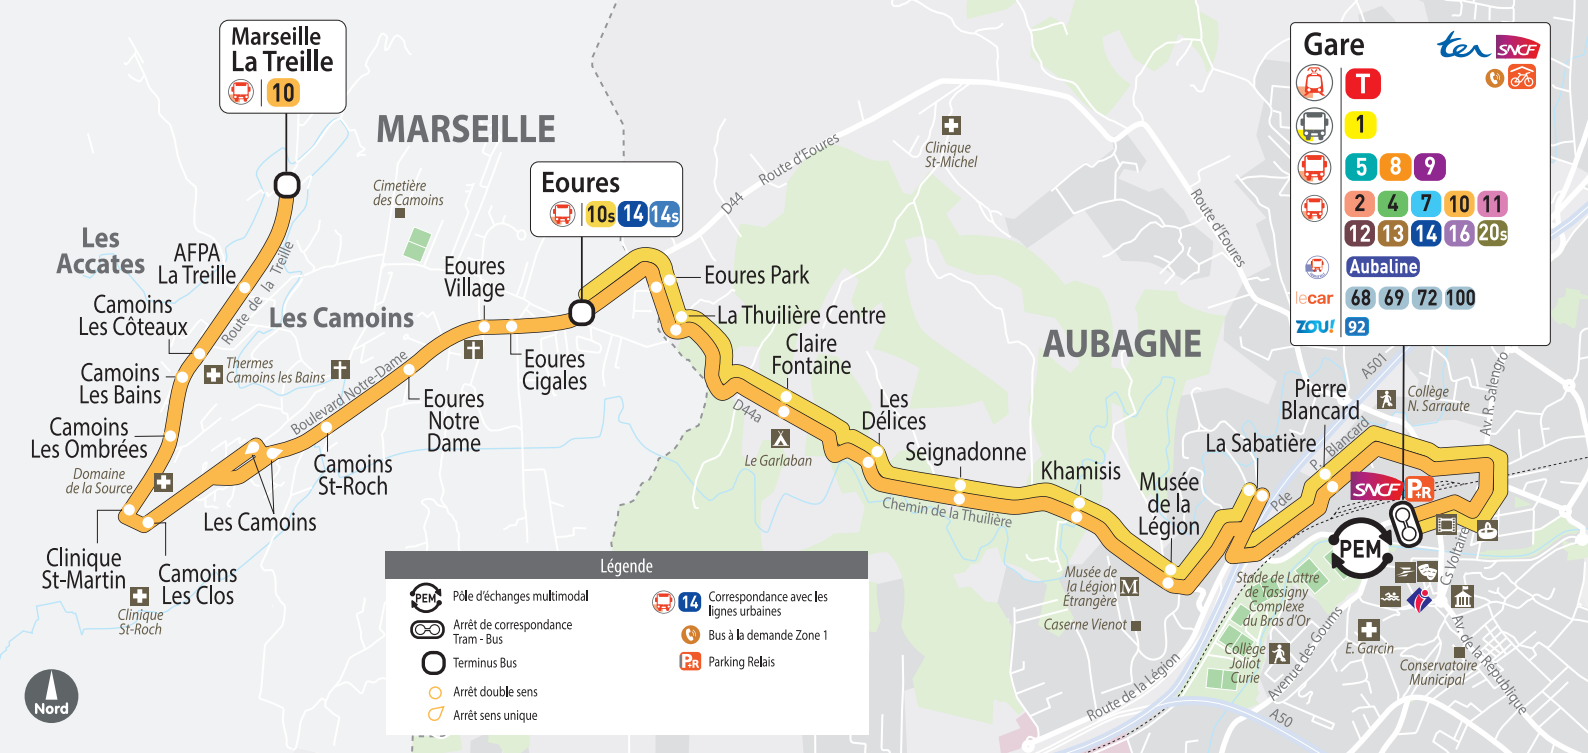 Marseille
La Treille
10
MARSEILLE
Eoures
10s 14 14s
Gare
ter SNCF
T
1
5 8 9
2 4 7 10 11
12 13 14 16 20s
Aubaline
lecar 68 69 72 100
ZOU! 92
Les
Accates
AFPA
La Treille
Route de la Treille
Camoins
Les Côteaux
Camoins
Les Bains
Thermes
Camoins les Bains
Camoins
Les Ombrées
Domaine
de la Source
Clinique
St-Martin
Camoins
Les Clos
Clinique
St-Roch
Les Camoins
Les Camoins
Boulevard Notre-Dame
Camoins
St-Roch
Cimetière
des Camoins
Eoures
Notre
Dame
Eoures
Village
Eoures
Cigales
D44
Route d'Eoures
Clinique
St-Michel
Route d'Eoures
Eoures Park
La Thuilière Centre
Claire
Fontaine
D44a
Le Garlaban
Les
Délices
Seignadonne
Chemin de la Thuilière
Khamisis
AUBAGNE
Musée
de la
Légion
Musée de
la Légion
Étrangère
M
Caserne Vienot
La Sabatière
Pierre
Blancard
Pde
P. Blancard
A501
Collège
N. Sarraute
Av. R. Salengro
SNCF P+R
PEM
Cs Voltaire
Stade de Lattre
de Tassigny
Complexe
du Bras d'Or
Collège
Joliot
Curie
Avenue des Goums
E. Garcin
Conservatoire
Municipal
Av. de la République
Route de la Légion
A50
Légende
PEM Pôle d'échanges multimodal
Arrêt de correspondance
Tram - Bus
Terminus Bus
Arrêt double sens
Arrêt sens unique
14 Correspondance avec les
lignes urbaines
Bus à la demande Zone 1
P+R Parking Relais
Nord